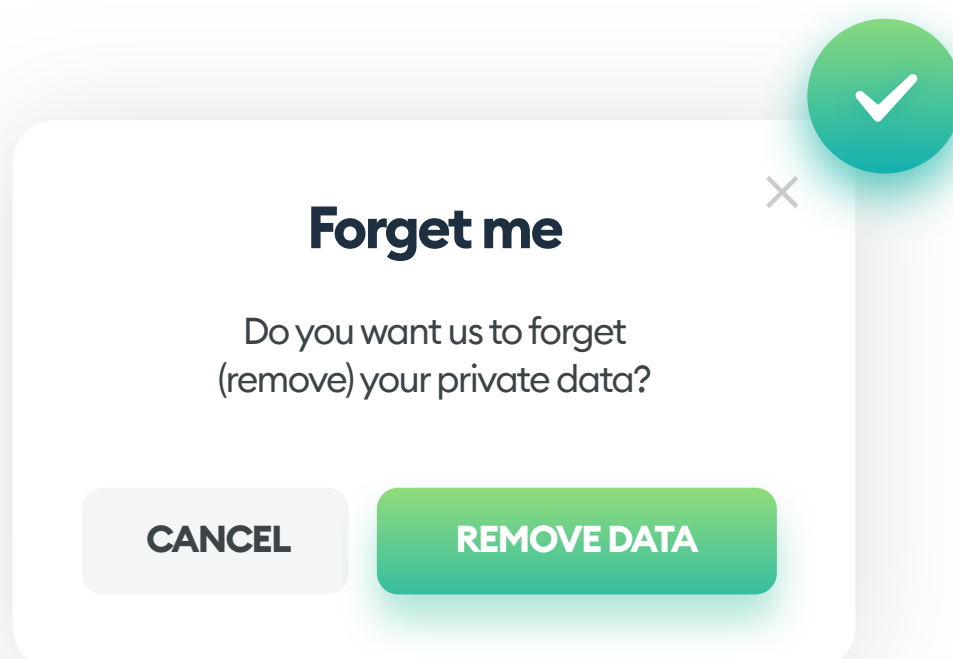 Forget me
Do you want us to forget
(remove) your private data?
CANCEL
REMOVE DATA